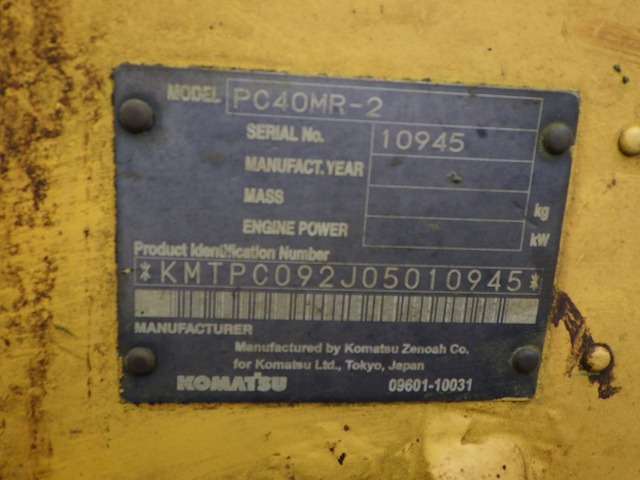 MODEL PC40MR-2
SERIAL No. 10945
MANUFACT. YEAR
MASS kg
ENGINE POWER kW
Product Identification Number
*KMTPC092J05010945*
MANUFACTURER
Manufactured by Komatsu Zenoah Co.
for Komatsu Ltd., Tokyo, Japan
KOMATSU 09601-10031